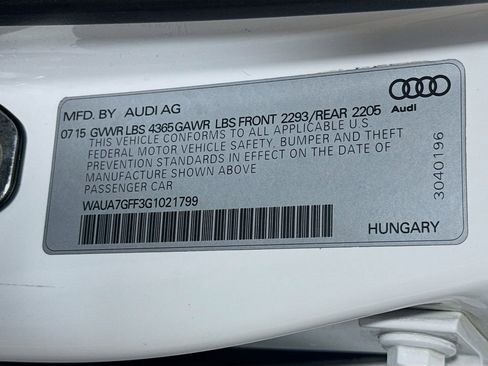 MFD. BY AUDI AG
Audi
07 15 GVWR LBS 4365 GAWR LBS FRONT 2293/REAR 2205
THIS VEHICLE CONFORMS TO ALL APPLICABLE U.S.
FEDERAL MOTOR VEHICLE SAFETY, BUMPER AND THEFT
PREVENTION STANDARDS IN EFFECT ON THE DATE OF
MANUFACTURE SHOWN ABOVE
PASSENGER CAR
WAUA7GFF3G1021799
HUNGARY
3040196